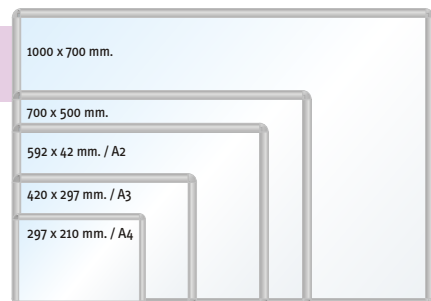 1000 x 700 mm.
700 x 500 mm.
592 x 42 mm. / A2
420 x 297 mm. / A3
297 x 210 mm. / A4